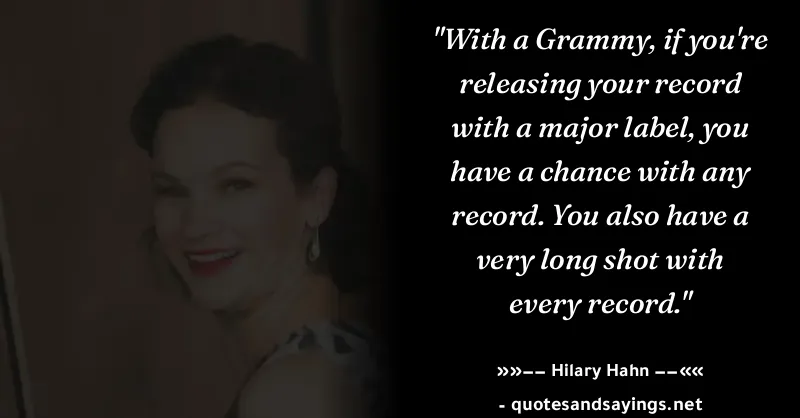 "With a Grammy, if you're
releasing your record
with a major label, you
have a chance with any
record. You also have a
very long shot with
every record."
»»−− Hilary Hahn −−««
- quotesandsayings.net